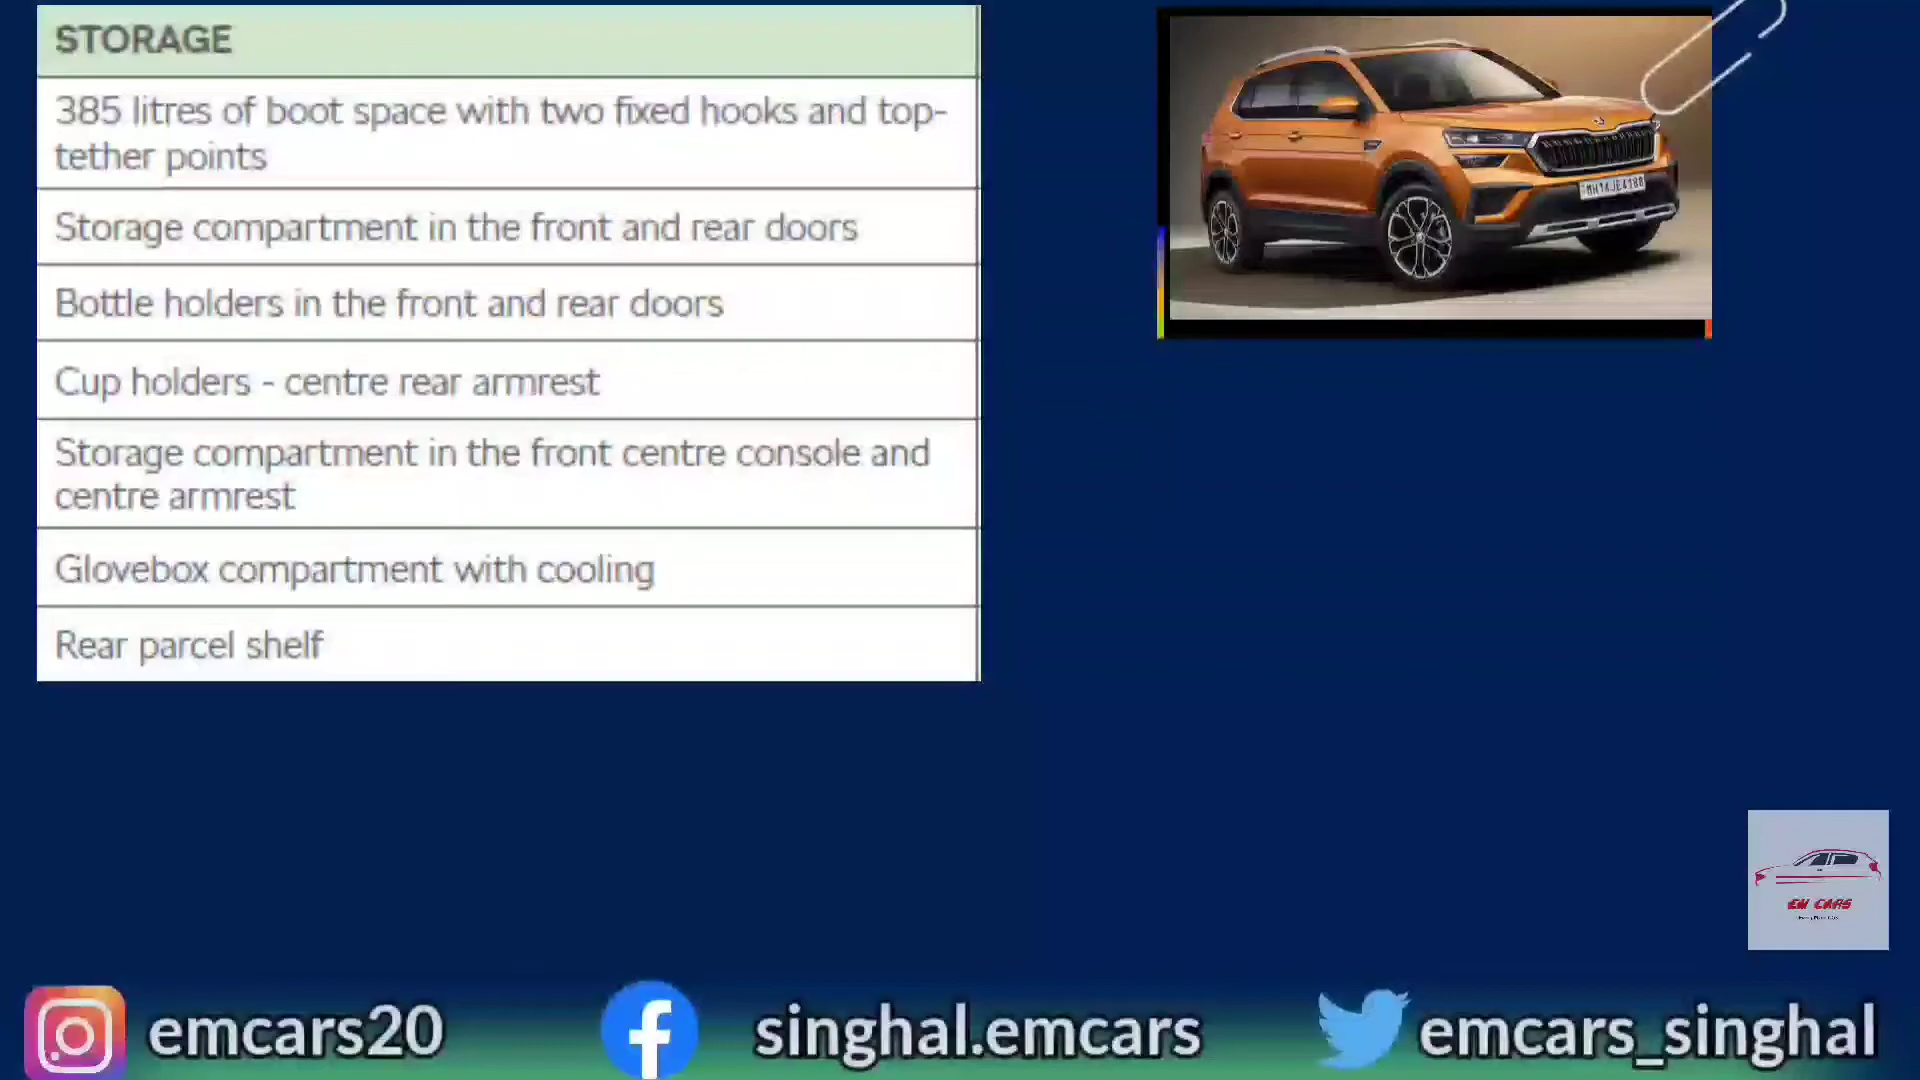 STORAGE
385 litres of boot space with two fixed hooks and top-
tether points
Storage compartment in the front and rear doors
Bottle holders in the front and rear doors
Cup holders - centre rear armrest
Storage compartment in the front centre console and
centre armrest
Glovebox compartment with cooling
Rear parcel shelf
EM CARS
emcars20
singhal.emcars
emcars_singhal